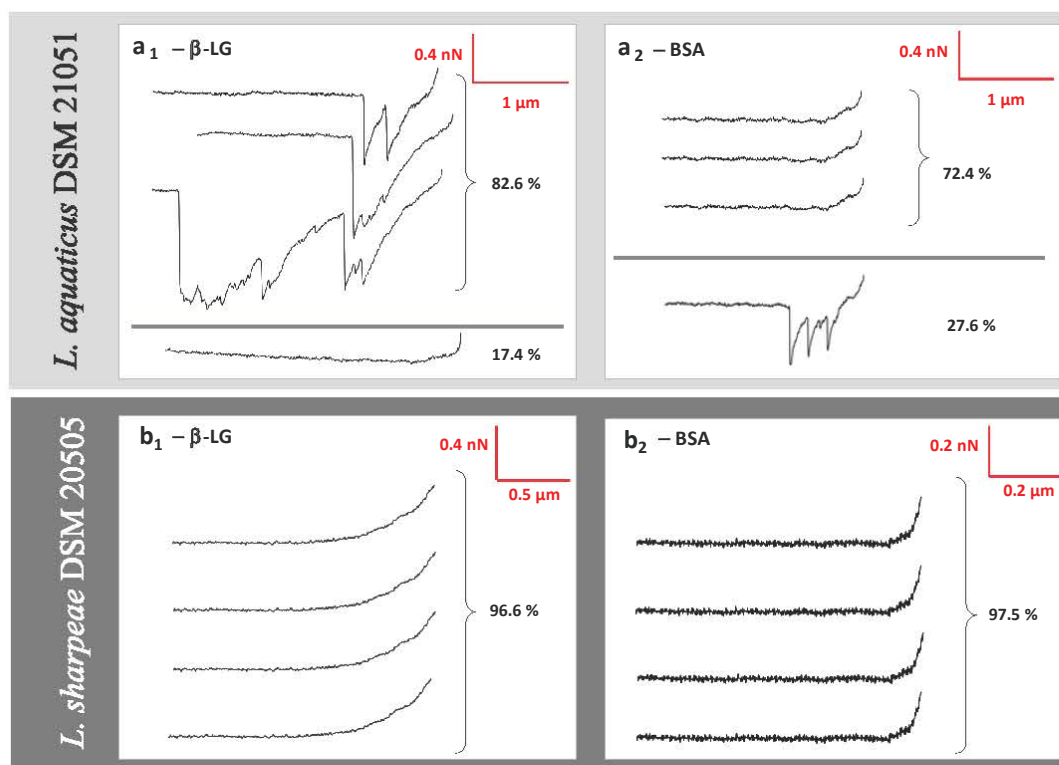 L. aquaticus DSM 21051
a1 – β-LG
0.4 nN
1 µm
82.6 %
17.4 %
a2 – BSA
0.4 nN
1 µm
72.4 %
27.6 %
L. sharpeae DSM 20505
b1 – β-LG
0.4 nN
0.5 µm
96.6 %
b2 – BSA
0.2 nN
0.2 µm
97.5 %